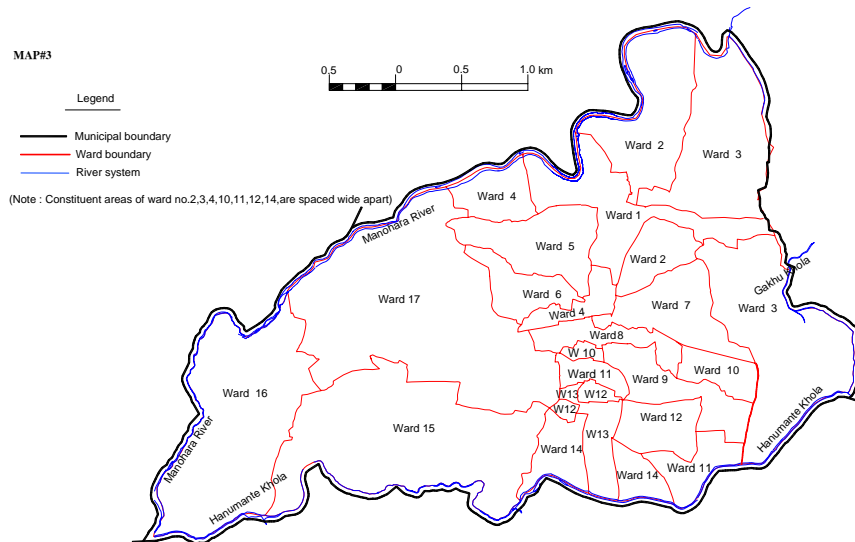 MAP#3
0.5 0 0.5 1.0 km
Legend
Municipal boundary
Ward boundary
River system
(Note : Constituent areas of ward no.2,3,4,10,11,12,14,are spaced wide apart)
Ward 2
Ward 3
Ward 4
Manohara River
Ward 1
Ward 5
Ward 2
Gakhu Khola
Ward 6
Ward 17
Ward 4
Ward 7
Ward 3
Ward8
W 10
Ward 11
Ward 9
Ward 10
Ward 16
W13
W12
W12
Ward 12
Hanumante Khola
Ward 15
W13
Manohara River
Ward 14
Ward 11
Ward 14
Hanumante Khola